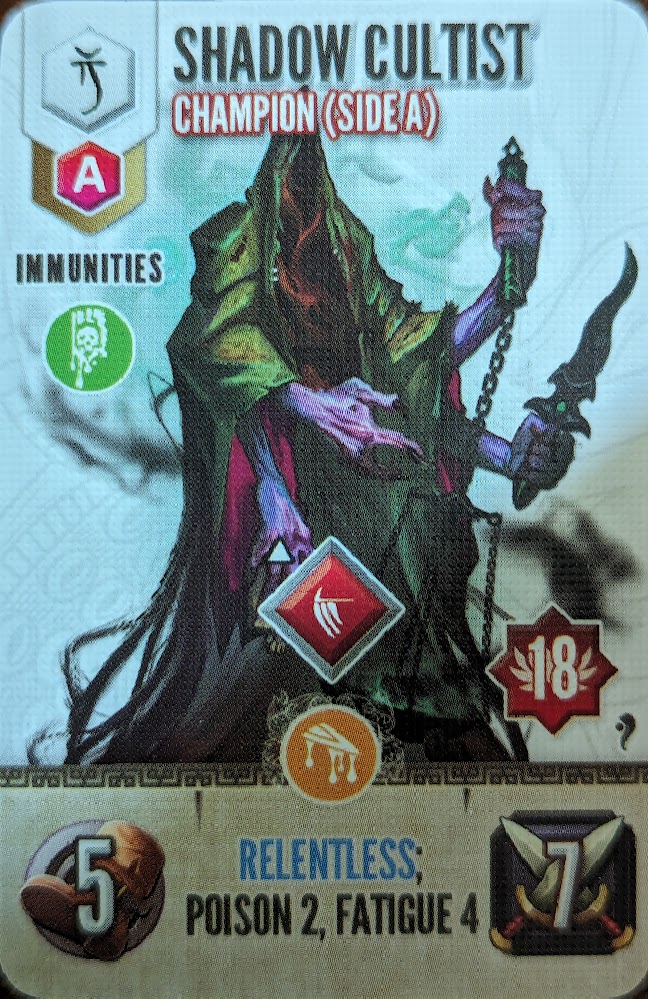 SHADOW CULTIST
CHAMPION (SIDE A)
A
IMMUNITIES
18
5
RELENTLESS;
POISON 2, FATIGUE 4
7